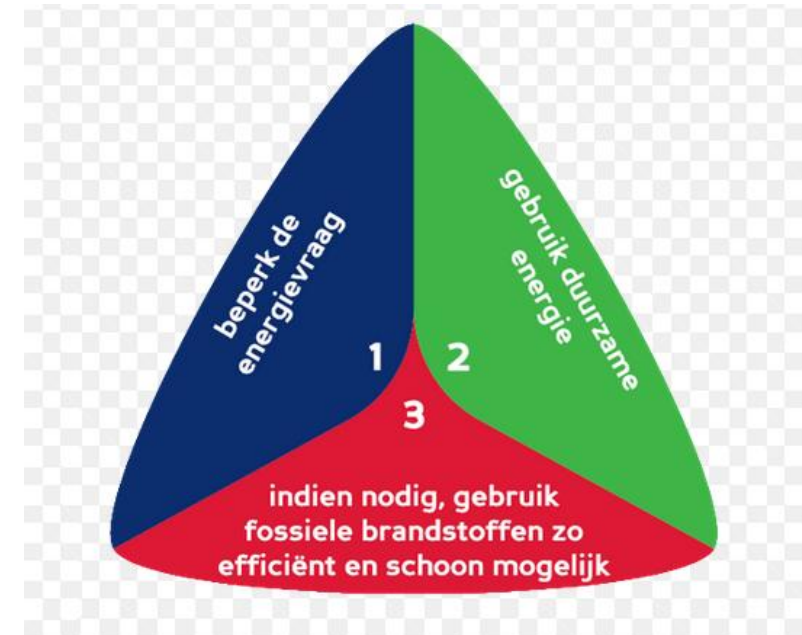 beperk de
energievraag
1
gebruik duurzame
energie
2
3
indien nodig, gebruik
fossiele brandstoffen zo
efficiënt en schoon mogelijk